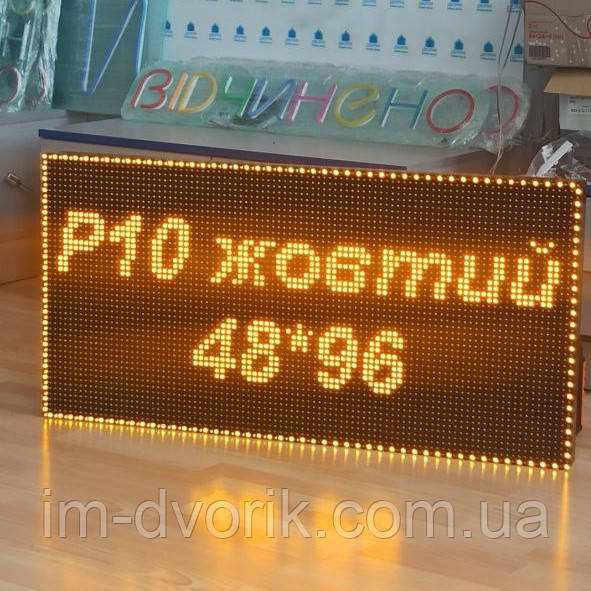 ВІДЧИНЕНО
P10 жовтий
48*96
im-dvorik.com.ua